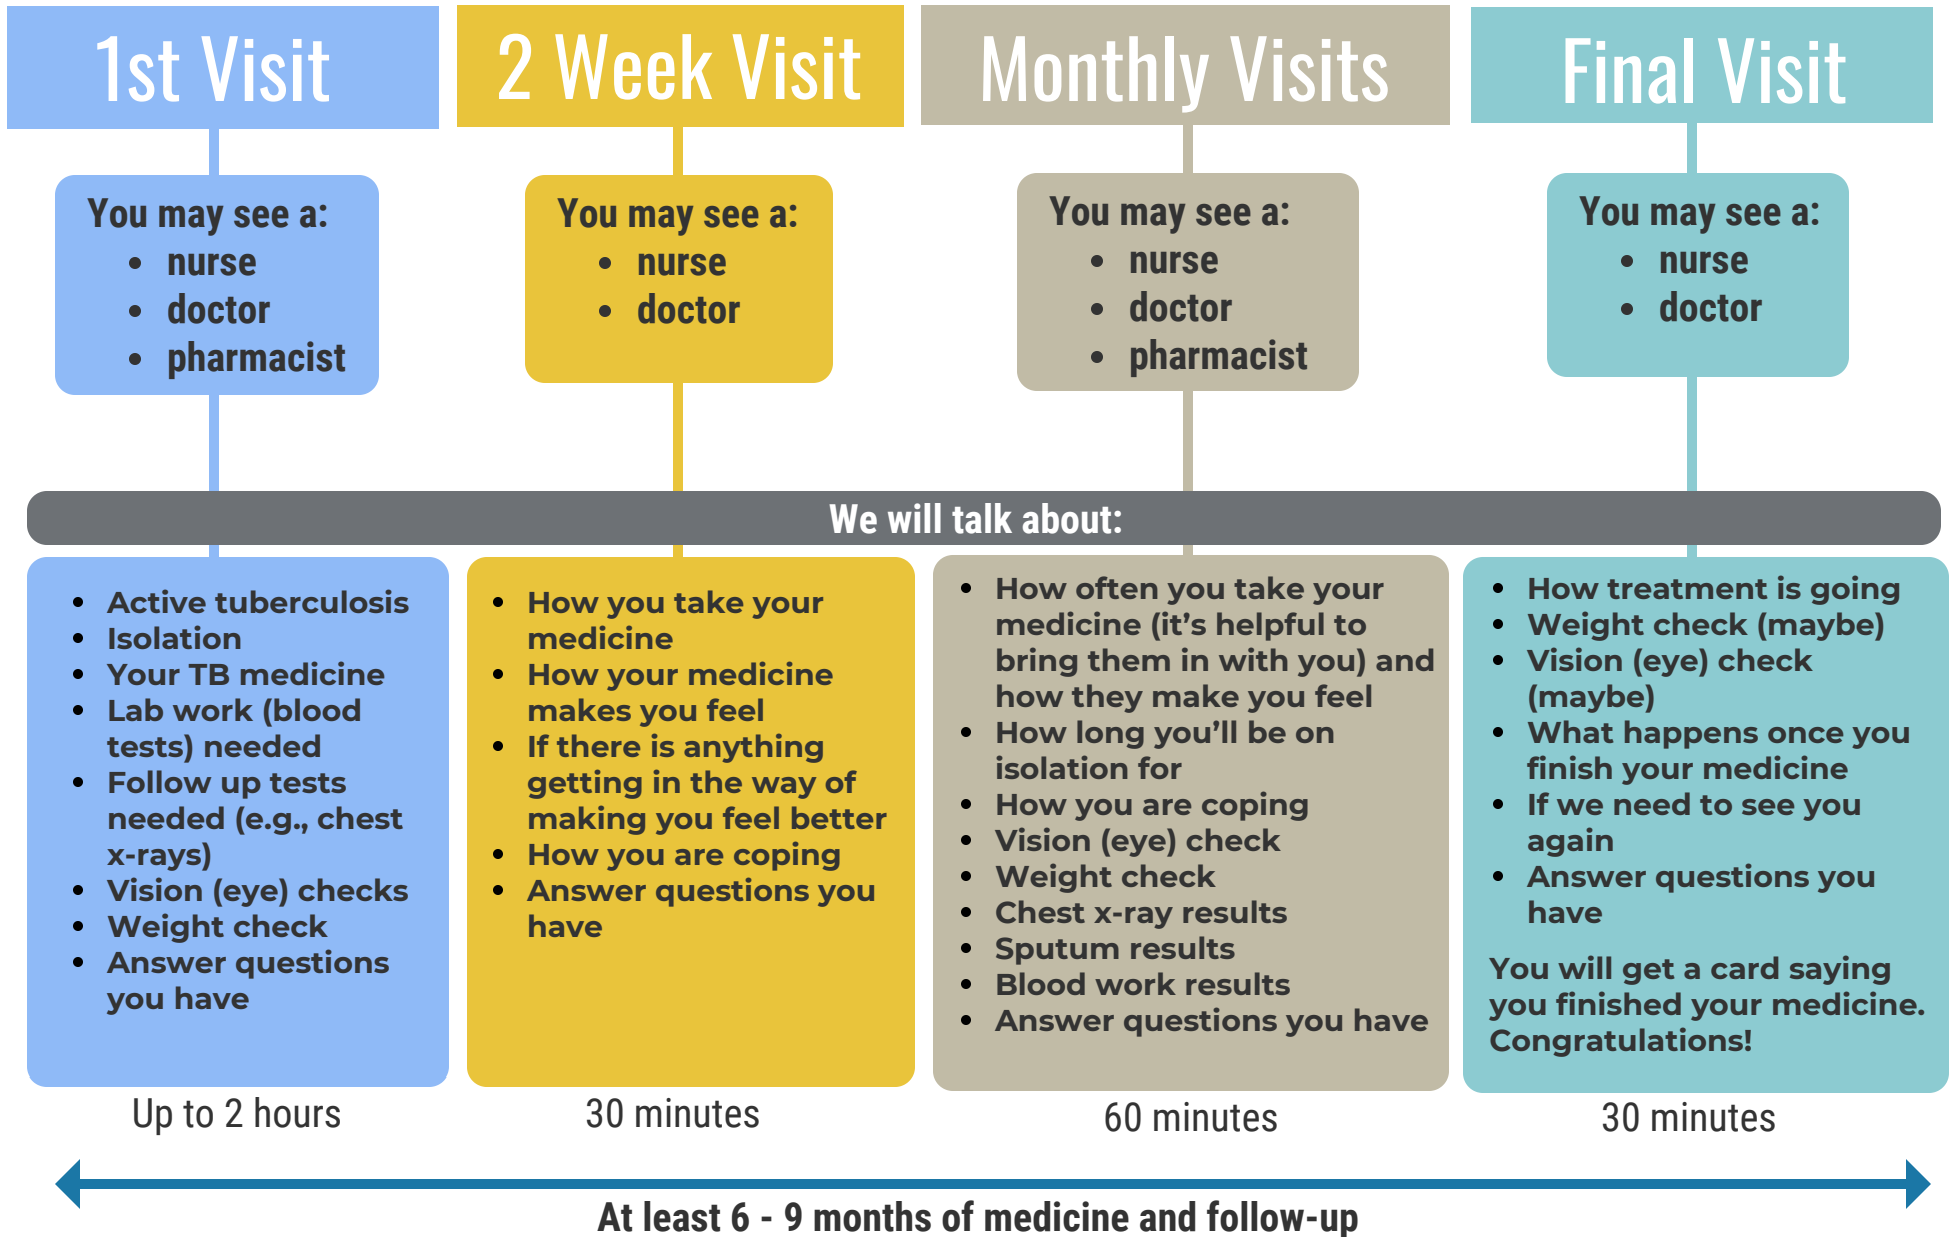 1st Visit
2 Week Visit
Monthly Visits
Final Visit
You may see a:
• nurse
• doctor
• pharmacist
You may see a:
• nurse
• doctor
You may see a:
• nurse
• doctor
• pharmacist
You may see a:
• nurse
• doctor
We will talk about:
• Active tuberculosis
• Isolation
• Your TB medicine
• Lab work (blood
tests) needed
• Follow up tests
needed (e.g., chest
x-rays)
• Vision (eye) checks
• Weight check
• Answer questions
you have
• How you take your
medicine
• How your medicine
makes you feel
• If there is anything
getting in the way of
making you feel better
• How you are coping
• Answer questions you
have
• How often you take your
medicine (it’s helpful to
bring them in with you) and
how they make you feel
• How long you’ll be on
isolation for
• How you are coping
• Vision (eye) check
• Weight check
• Chest x-ray results
• Sputum results
• Blood work results
• Answer questions you have
• How treatment is going
• Weight check (maybe)
• Vision (eye) check
(maybe)
• What happens once you
finish your medicine
• If we need to see you
again
• Answer questions you
have
You will get a card saying
you finished your medicine.
Congratulations!
Up to 2 hours
30 minutes
60 minutes
30 minutes
At least 6 - 9 months of medicine and follow-up